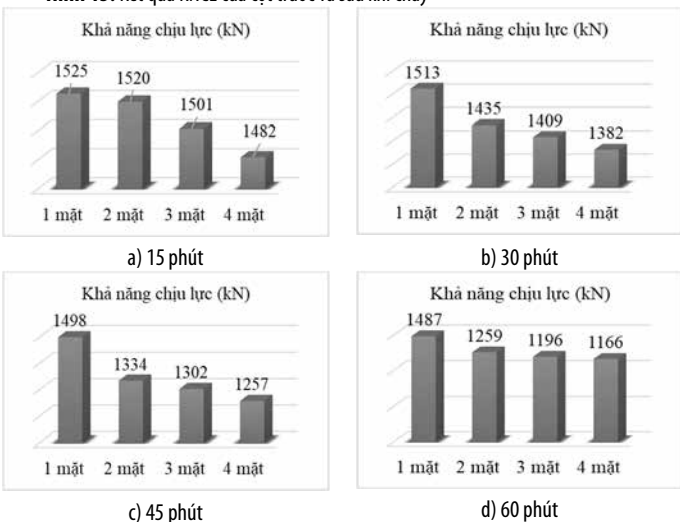 Khả năng chịu lực (kN)
1525
1520
1501
1482
1 mặt 2 mặt 3 mặt 4 mặt
a) 15 phút
Khả năng chịu lực (kN)
1513
1435
1409
1382
1 mặt 2 mặt 3 mặt 4 mặt
b) 30 phút
Khả năng chịu lực (kN)
1498
1334
1302
1257
1 mặt 2 mặt 3 mặt 4 mặt
c) 45 phút
Khả năng chịu lực (kN)
1487
1259
1196
1166
1 mặt 2 mặt 3 mặt 4 mặt
d) 60 phút